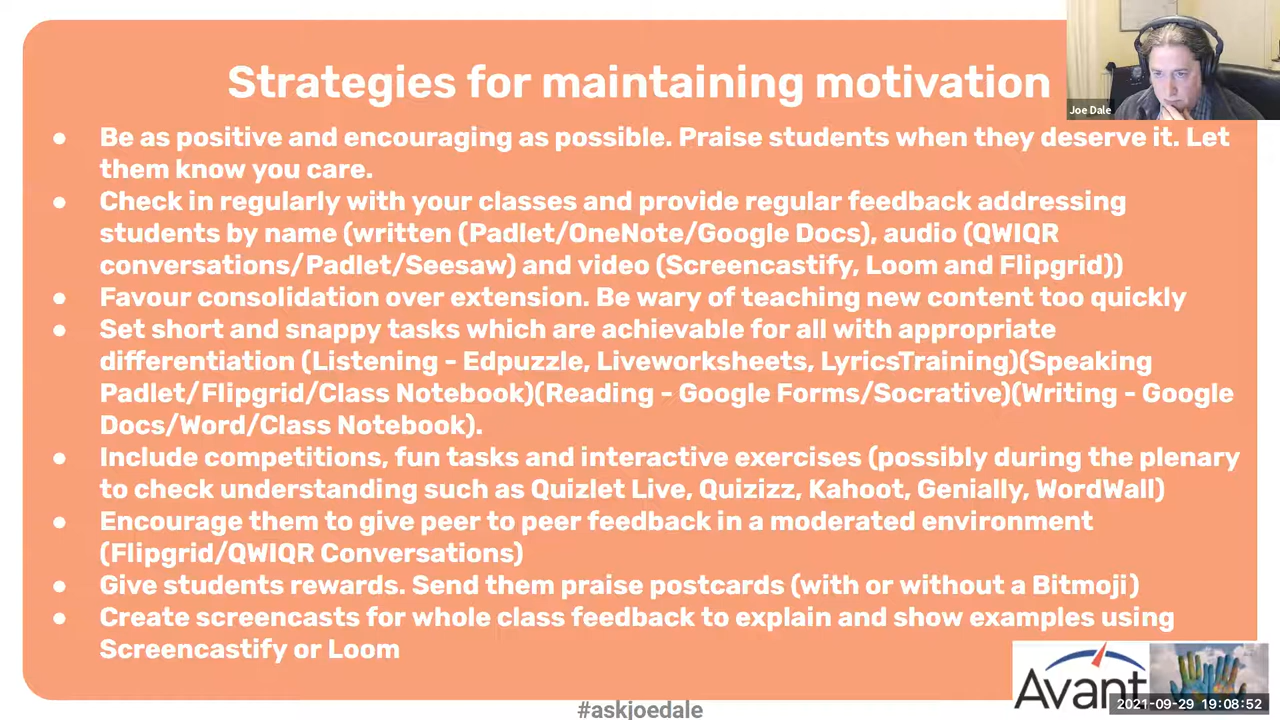 Strategies for maintaining motivation
Joe Dale
● Be as positive and encouraging as possible. Praise students when they deserve it. Let
them know you care.
● Check in regularly with your classes and provide regular feedback addressing
students by name (written (Padlet/OneNote/Google Docs), audio (QWIQR
conversations/Padlet/Seesaw) and video (Screencastify, Loom and Flipgrid))
● Favour consolidation over extension. Be wary of teaching new content too quickly
● Set short and snappy tasks which are achievable for all with appropriate
differentiation (Listening - Edpuzzle, Liveworksheets, LyricsTraining)(Speaking
Padlet/Flipgrid/Class Notebook)(Reading - Google Forms/Socrative)(Writing - Google
Docs/Word/Class Notebook).
● Include competitions, fun tasks and interactive exercises (possibly during the plenary
to check understanding such as Quizlet Live, Quizizz, Kahoot, Genially, WordWall)
● Encourage them to give peer to peer feedback in a moderated environment
(Flipgrid/QWIQR Conversations)
● Give students rewards. Send them praise postcards (with or without a Bitmoji)
● Create screencasts for whole class feedback to explain and show examples using
Screencastify or Loom
Avant
2021-09-29 19:08:52
#askjoedale